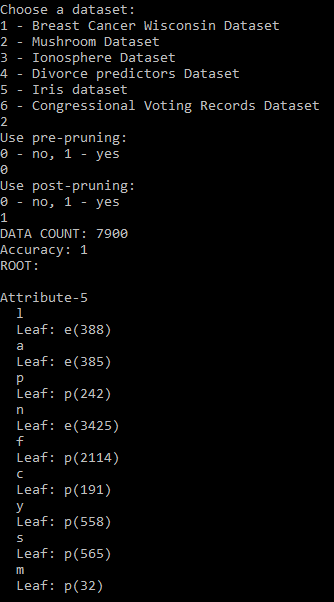 Choose a dataset:
1 - Breast Cancer Wisconsin Dataset
2 - Mushroom Dataset
3 - Ionosphere Dataset
4 - Divorce predictors Dataset
5 - Iris dataset
6 - Congressional Voting Records Dataset
2
Use pre-pruning:
0 - no, 1 - yes
0
Use post-pruning:
0 - no, 1 - yes
1
DATA COUNT: 7900
Accuracy: 1
ROOT:

Attribute-5
  l
  Leaf: e(388)
  a
  Leaf: e(385)
  p
  Leaf: p(242)
  n
  Leaf: e(3425)
  f
  Leaf: p(2114)
  c
  Leaf: p(191)
  y
  Leaf: p(558)
  s
  Leaf: p(565)
  m
  Leaf: p(32)